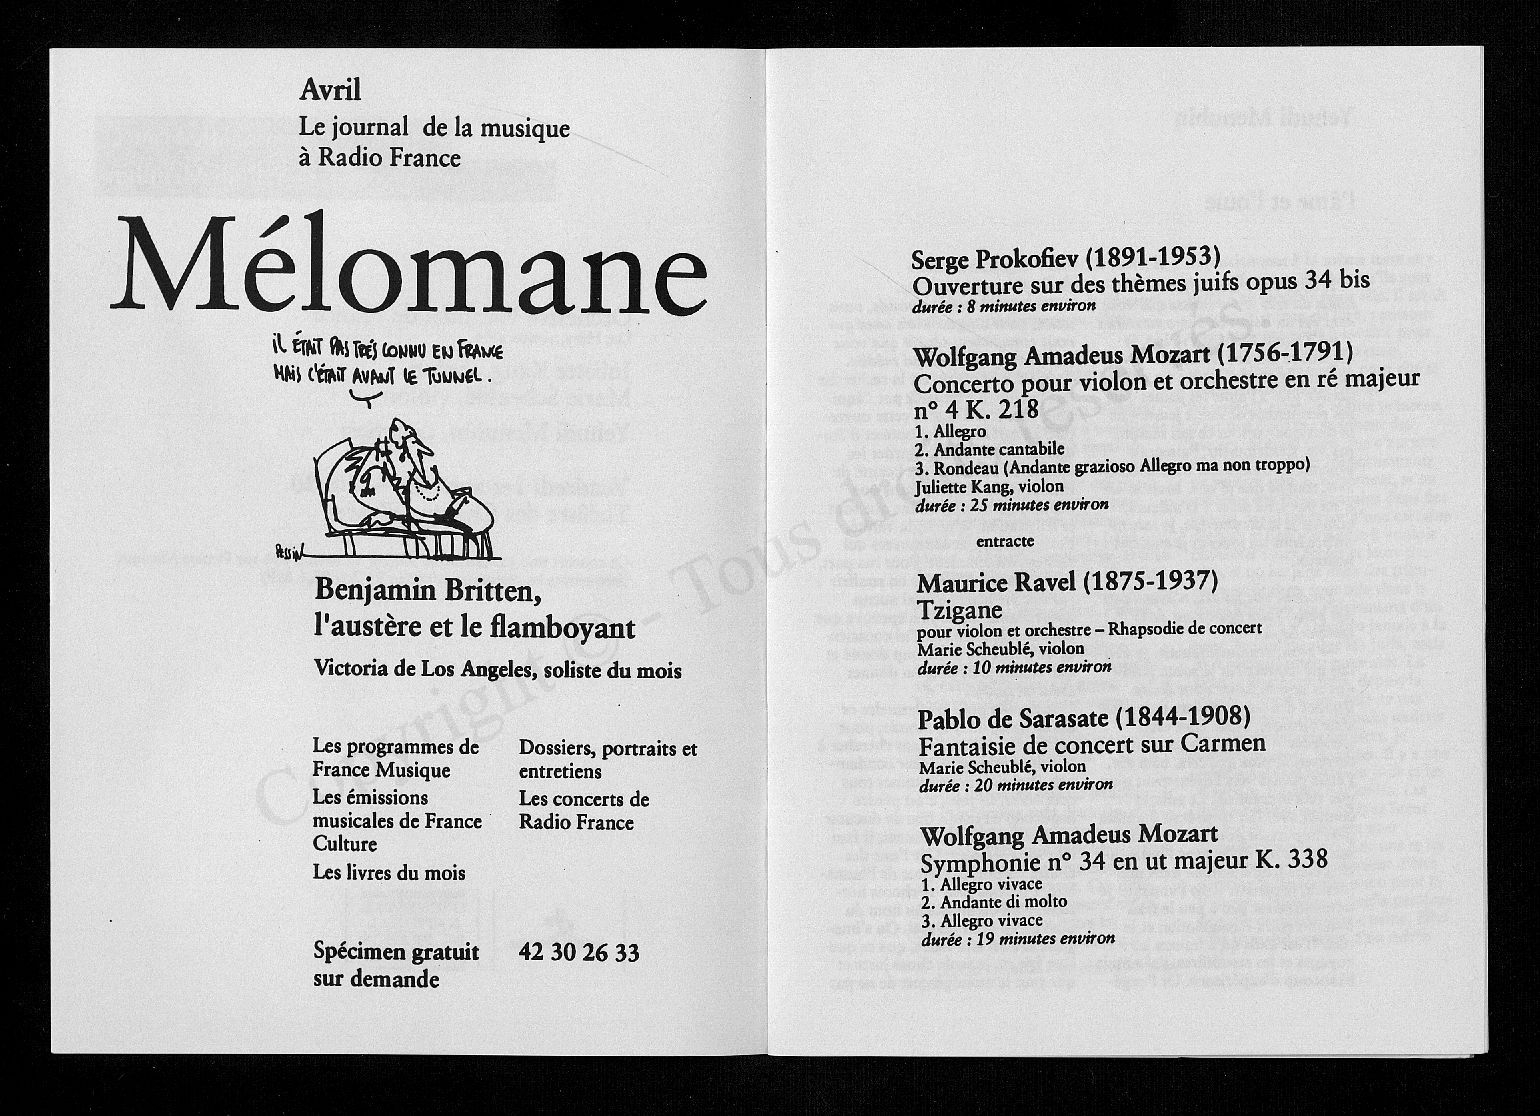 Avril
Le journal de la musique
à Radio France
Mélomane
IL ÉTAIT PAS TRÉS CONNU EN FRANCE
MAIS C'ÉTAIT AVANT LE TUNNEL.
Pessin
Benjamin Britten,
l'austère et le flamboyant
Victoria de Los Angeles, soliste du mois
Les programmes de
France Musique
Les émissions
musicales de France
Culture
Les livres du mois
Dossiers, portraits et
entretiens
Les concerts de
Radio France
Spécimen gratuit
sur demande
42 30 26 33
Serge Prokofiev (1891-1953)
Ouverture sur des thèmes juifs opus 34 bis
durée : 8 minutes environ
Wolfgang Amadeus Mozart (1756-1791)
Concerto pour violon et orchestre en ré majeur
n° 4 K. 218
1. Allegro
2. Andante cantabile
3. Rondeau (Andante grazioso Allegro ma non troppo)
Juliette Kang, violon
durée : 25 minutes environ
entracte
Maurice Ravel (1875-1937)
Tzigane
pour violon et orchestre – Rhapsodie de concert
Marie Scheublé, violon
durée : 10 minutes environ
Pablo de Sarasate (1844-1908)
Fantaisie de concert sur Carmen
Marie Scheublé, violon
durée : 20 minutes environ
Wolfgang Amadeus Mozart
Symphonie n° 34 en ut majeur K. 338
1. Allegro vivace
2. Andante di molto
3. Allegro vivace
durée : 19 minutes environ
Copyright © - Tous droits réservés.